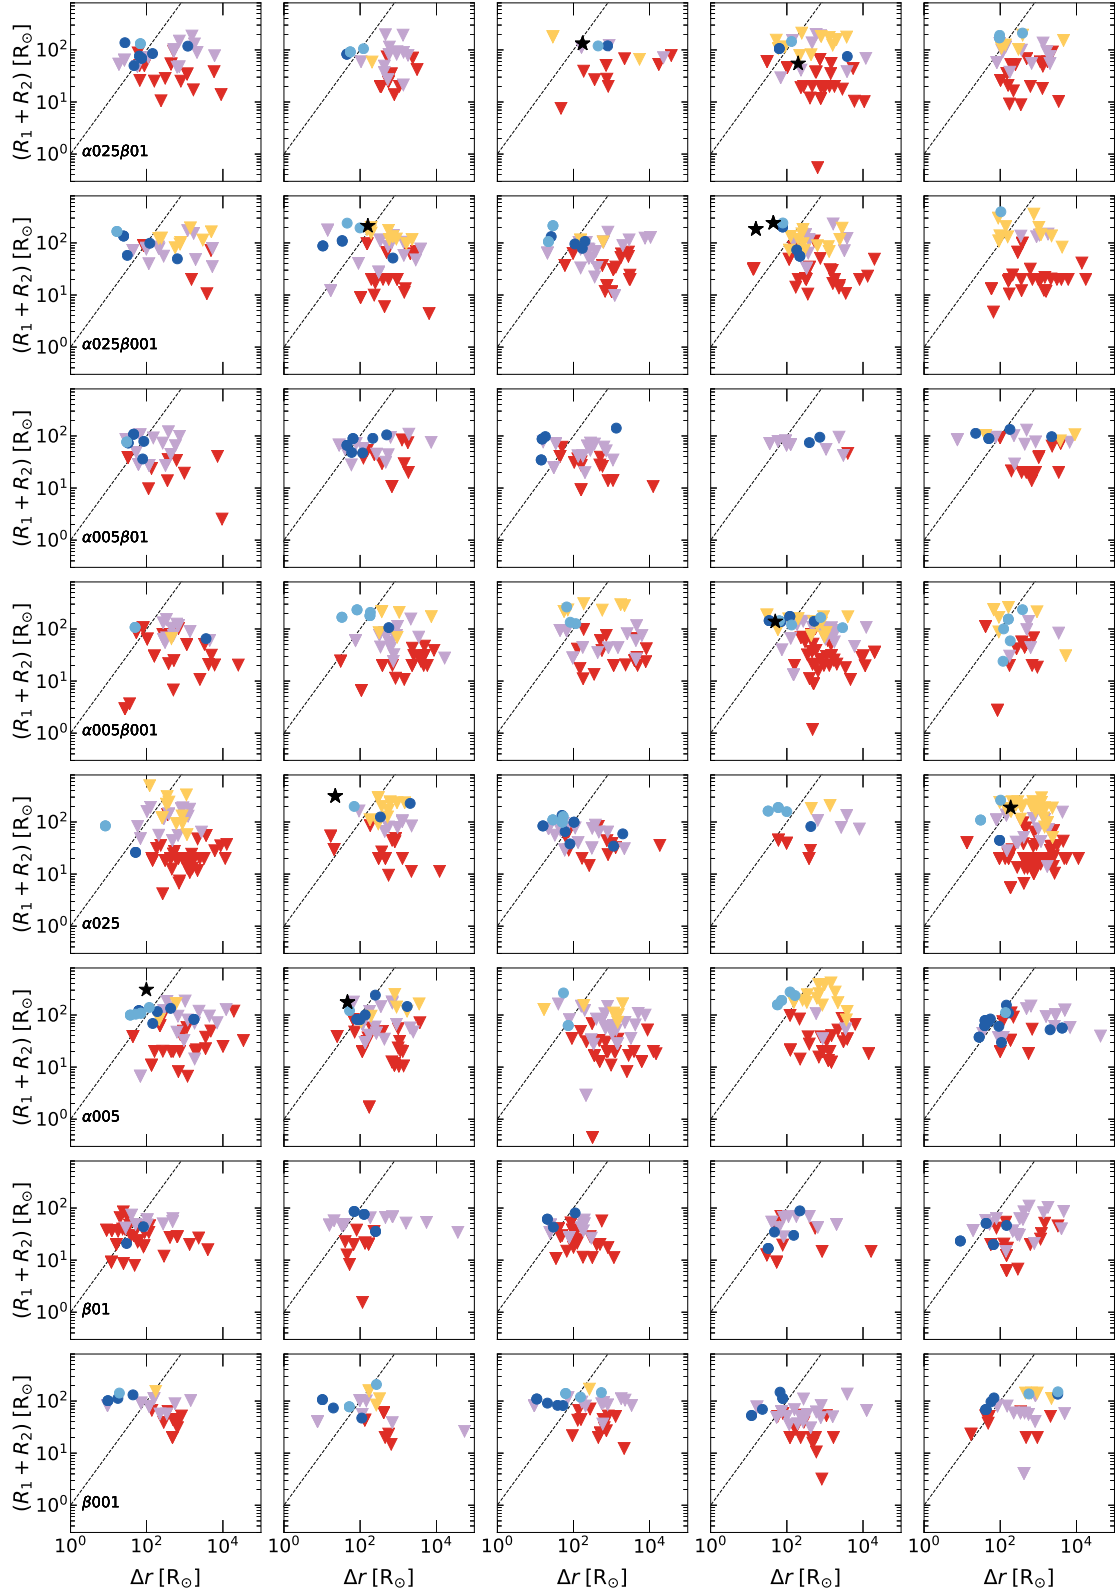 (R₁ + R₂) [R⊙]
10²
10¹
10⁰
α025β01
(R₁ + R₂) [R⊙]
10²
10¹
10⁰
α025β001
(R₁ + R₂) [R⊙]
10²
10¹
10⁰
α005β01
(R₁ + R₂) [R⊙]
10²
10¹
10⁰
α005β001
(R₁ + R₂) [R⊙]
10²
10¹
10⁰
α025
(R₁ + R₂) [R⊙]
10²
10¹
10⁰
α005
(R₁ + R₂) [R⊙]
10²
10¹
10⁰
β01
(R₁ + R₂) [R⊙]
10²
10¹
10⁰
β001
10⁰ 10² 10⁴ 10⁰ 10² 10⁴ 10⁰ 10² 10⁴ 10⁰ 10² 10⁴ 10⁰ 10² 10⁴
Δr [R⊙] Δr [R⊙] Δr [R⊙] Δr [R⊙] Δr [R⊙]